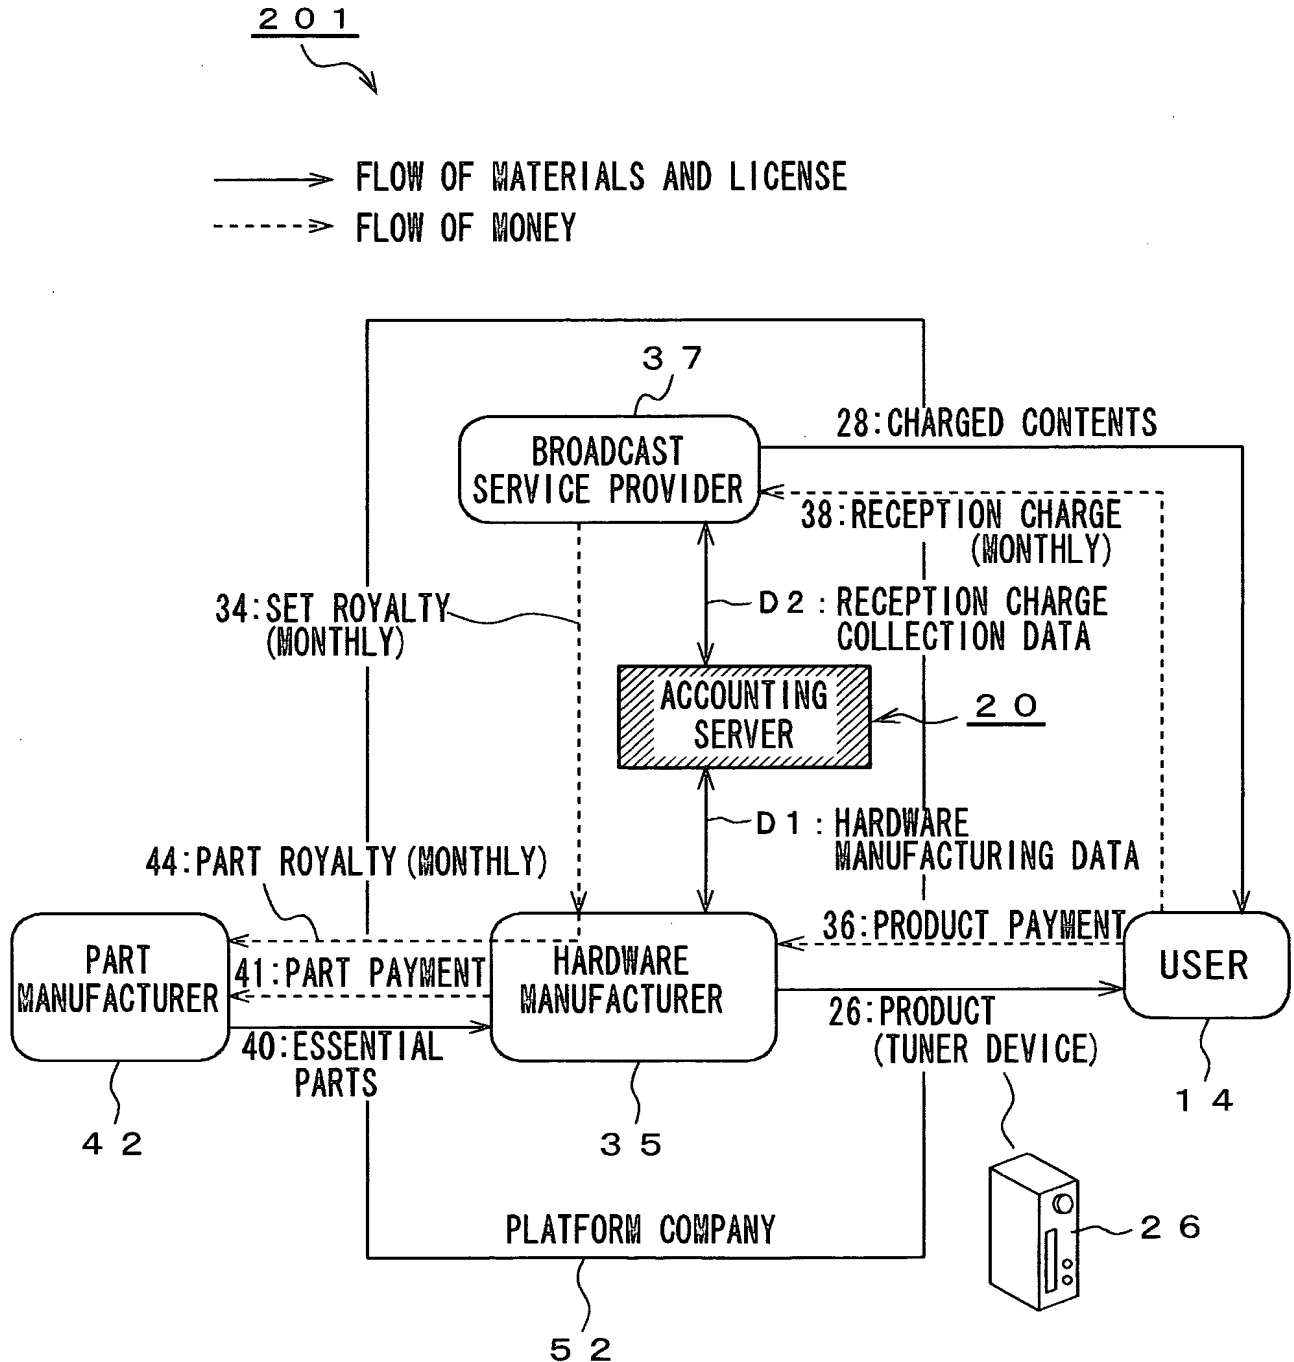 201
FLOW OF MATERIALS AND LICENSE
FLOW OF MONEY
37
BROADCAST
SERVICE PROVIDER
28:CHARGED CONTENTS
38:RECEPTION CHARGE
(MONTHLY)
34:SET ROYALTY
(MONTHLY)
D2:RECEPTION CHARGE
COLLECTION DATA
ACCOUNTING
SERVER
20
D1:HARDWARE
MANUFACTURING DATA
44:PART ROYALTY(MONTHLY)
36:PRODUCT PAYMENT
PART
MANUFACTURER
41:PART PAYMENT
HARDWARE
MANUFACTURER
USER
40:ESSENTIAL
PARTS
26:PRODUCT
(TUNER DEVICE)
42
35
14
26
PLATFORM COMPANY
52